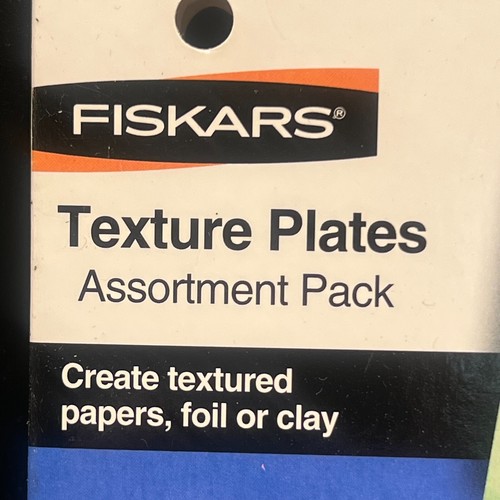 FISKARS®
Texture Plates
Assortment Pack
Create textured
papers, foil or clay